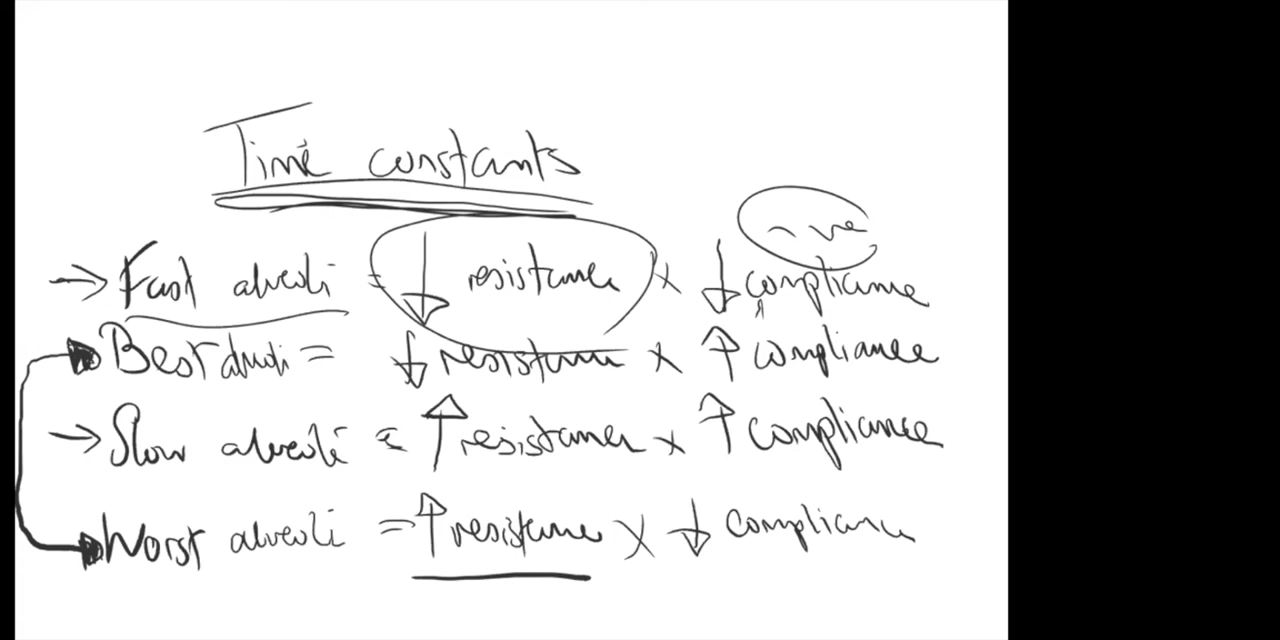 Time constants
- ve
→ Fast alveoli = ↓ resistance x ↓ compliance
Best alveoli = ↓ resistance x ↑ compliance
→ Slow alveoli = ↑ resistance x ↑ compliance
Worst alveoli = ↑ resistance x ↓ compliance